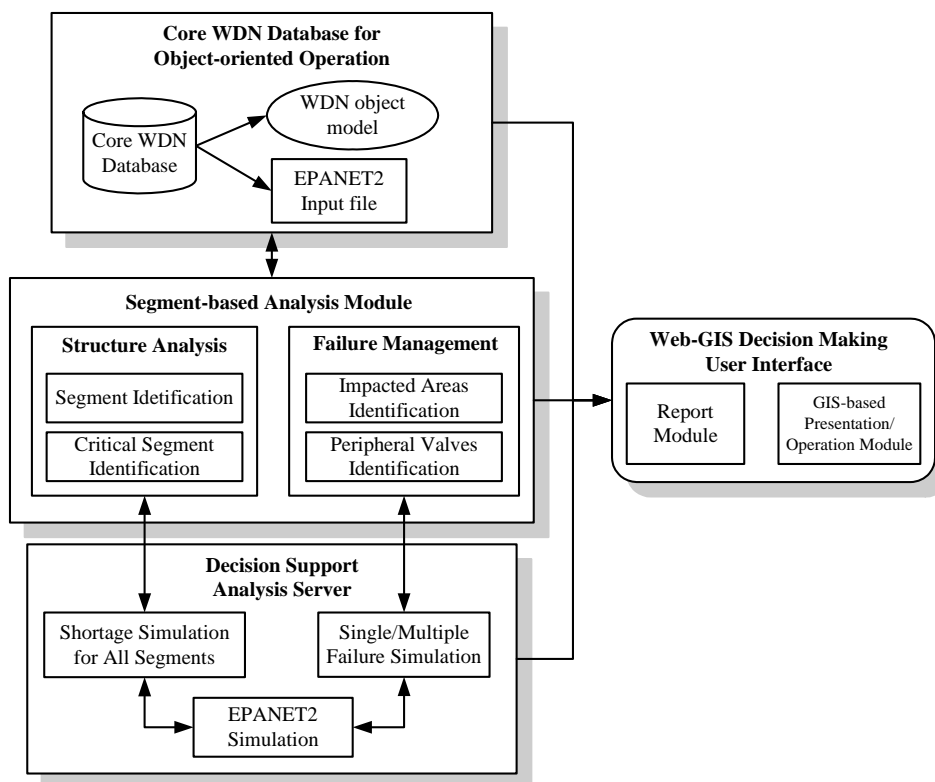 Core WDN Database for
Object-oriented Operation
WDN object
model
Core WDN
Database
EPANET2
Input file
Segment-based Analysis Module
Structure Analysis
Segment Idetification
Critical Segment
Identification
Failure Management
Impacted Areas
Identification
Peripheral Valves
Identification
Web-GIS Decision Making
User Interface
Report
Module
GIS-based
Presentation/
Operation Module
Decision Support
Analysis Server
Shortage Simulation
for All Segments
Single/Multiple
Failure Simulation
EPANET2
Simulation